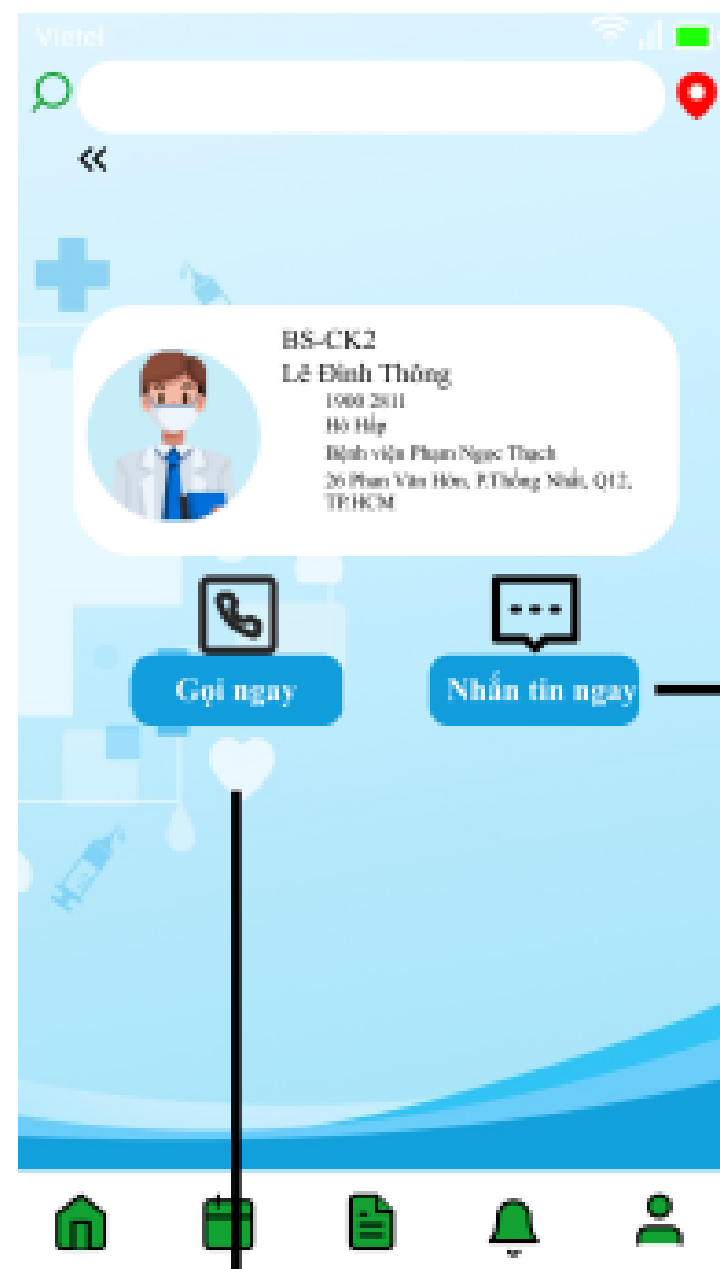 Viettel
BS-CK2
Lê Đình Thông
1900 2811
Hô Hấp
Bệnh viện Phạm Ngọc Thạch
26 Phan Văn Hớn, P.Thống Nhất, Q12,
TP.HCM
Gọi ngay
Nhắn tin ngay